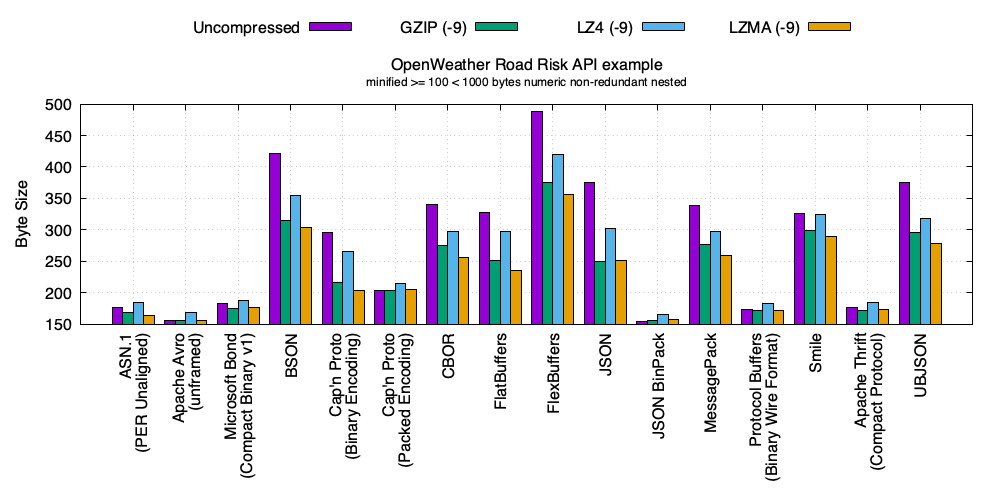 Uncompressed GZIP (-9) LZ4 (-9) LZMA (-9)
OpenWeather Road Risk API example
minified >= 100 < 1000 bytes numeric non-redundant nested
500
450
400
350
300
250
200
150
Byte Size
ASN.1
(PER Unaligned)
Apache Avro
(unframed)
Microsoft Bond
(Compact Binary v1)
BSON
Cap'n Proto
(Binary Encoding)
Cap'n Proto
(Packed Encoding)
CBOR
FlatBuffers
FlexBuffers
JSON
JSON BinPack
MessagePack
Protocol Buffers
(Binary Wire Format)
Smile
Apache Thrift
(Compact Protocol)
UBJSON